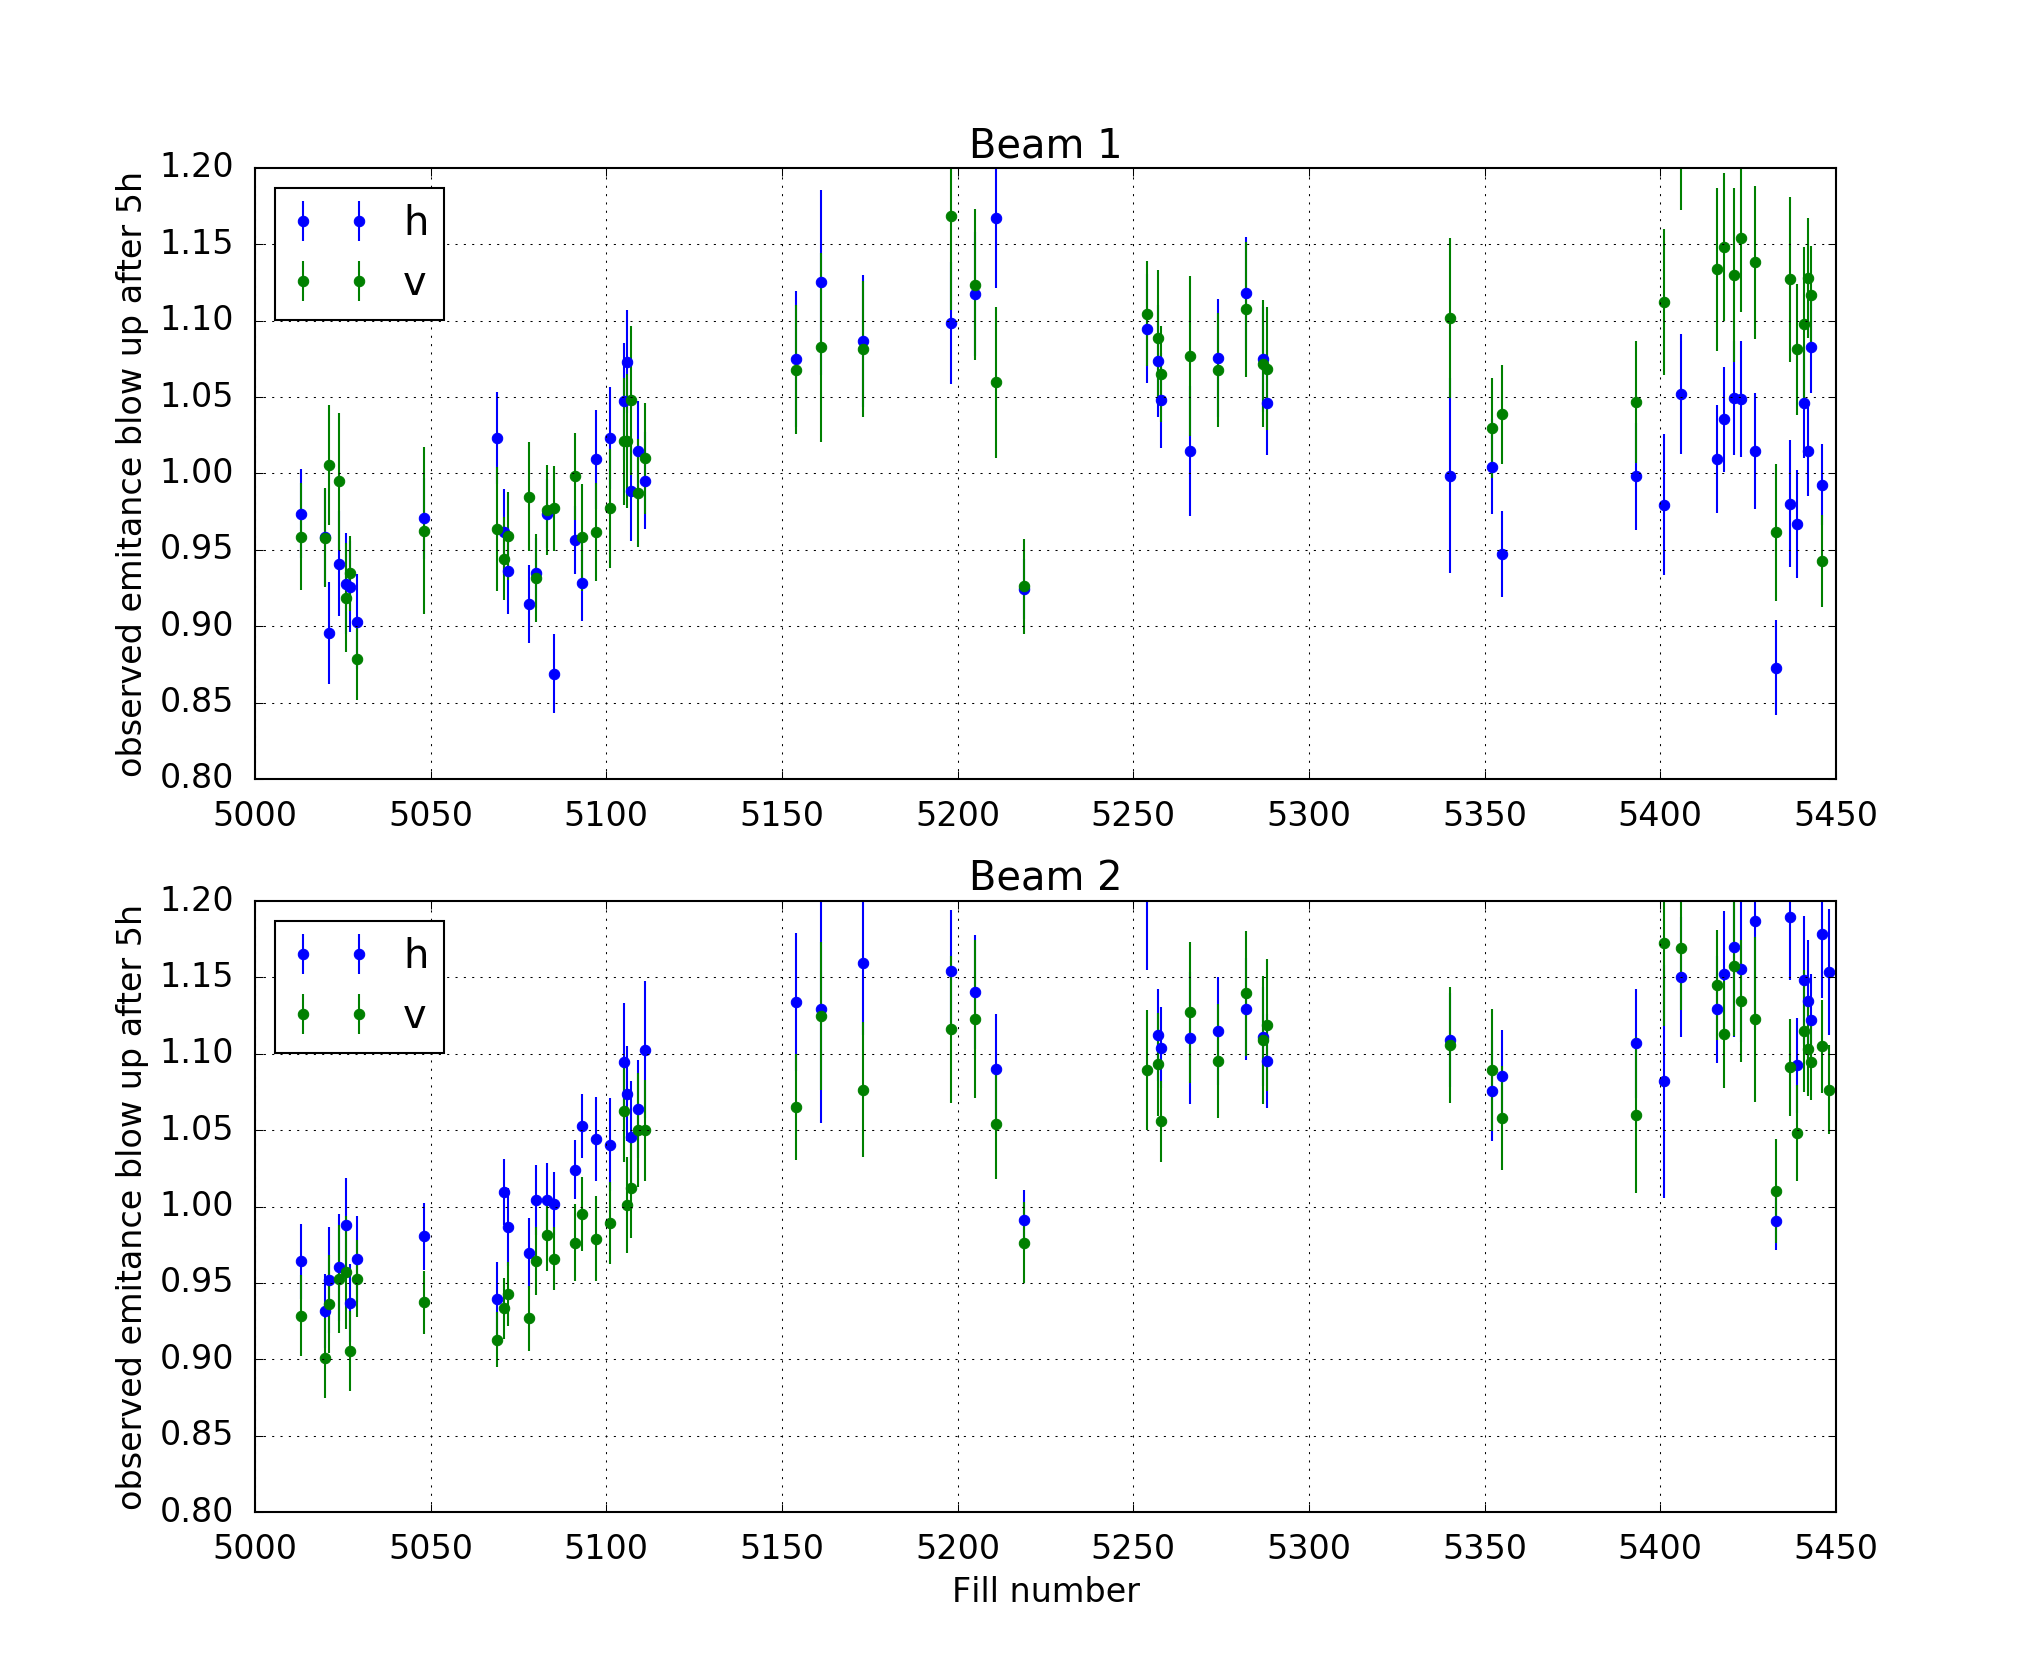 Beam 1
observed emitance blow up after 5h
1.20
1.15
1.10
1.05
1.00
0.95
0.90
0.85
0.80
h
v
5000 5050 5100 5150 5200 5250 5300 5350 5400 5450
Beam 2
observed emitance blow up after 5h
1.20
1.15
1.10
1.05
1.00
0.95
0.90
0.85
0.80
h
v
5000 5050 5100 5150 5200 5250 5300 5350 5400 5450
Fill number